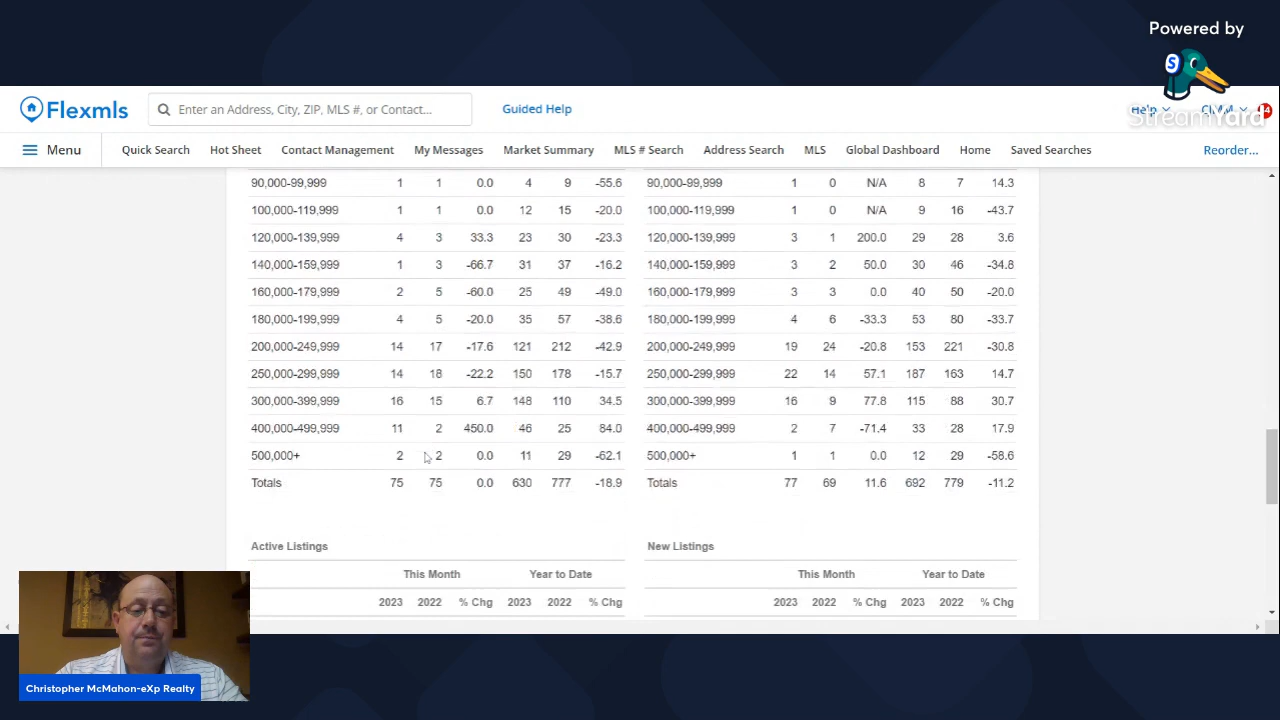 Powered by
S
StreamYard
Flexmls
Enter an Address, City, ZIP, MLS #, or Contact...
Guided Help
Help
Menu
Quick Search
Hot Sheet
Contact Management
My Messages
Market Summary
MLS # Search
Address Search
MLS
Global Dashboard
Home
Saved Searches
Reorder...
90,000-99,999 1 1 0.0 4 9 -55.6
100,000-119,999 1 1 0.0 12 15 -20.0
120,000-139,999 4 3 33.3 23 30 -23.3
140,000-159,999 1 3 -66.7 31 37 -16.2
160,000-179,999 2 5 -60.0 25 49 -49.0
180,000-199,999 4 5 -20.0 35 57 -38.6
200,000-249,999 14 17 -17.6 121 212 -42.9
250,000-299,999 14 18 -22.2 150 178 -15.7
300,000-399,999 16 15 6.7 148 110 34.5
400,000-499,999 11 2 450.0 46 25 84.0
500,000+ 2 2 0.0 11 29 -62.1
Totals 75 75 0.0 630 777 -18.9
90,000-99,999 1 0 N/A 8 7 14.3
100,000-119,999 1 0 N/A 9 16 -43.7
120,000-139,999 3 1 200.0 29 28 3.6
140,000-159,999 3 2 50.0 30 46 -34.8
160,000-179,999 3 3 0.0 40 50 -20.0
180,000-199,999 4 6 -33.3 53 80 -33.7
200,000-249,999 19 24 -20.8 153 221 -30.8
250,000-299,999 22 14 57.1 187 163 14.7
300,000-399,999 16 9 77.8 115 88 30.7
400,000-499,999 2 7 -71.4 33 28 17.9
500,000+ 1 1 0.0 12 29 -58.6
Totals 77 69 11.6 692 779 -11.2
Active Listings
This Month Year to Date
2023 2022 % Chg 2023 2022 % Chg
New Listings
This Month Year to Date
2023 2022 % Chg 2023 2022 % Chg
Christopher McMahon-eXp Realty